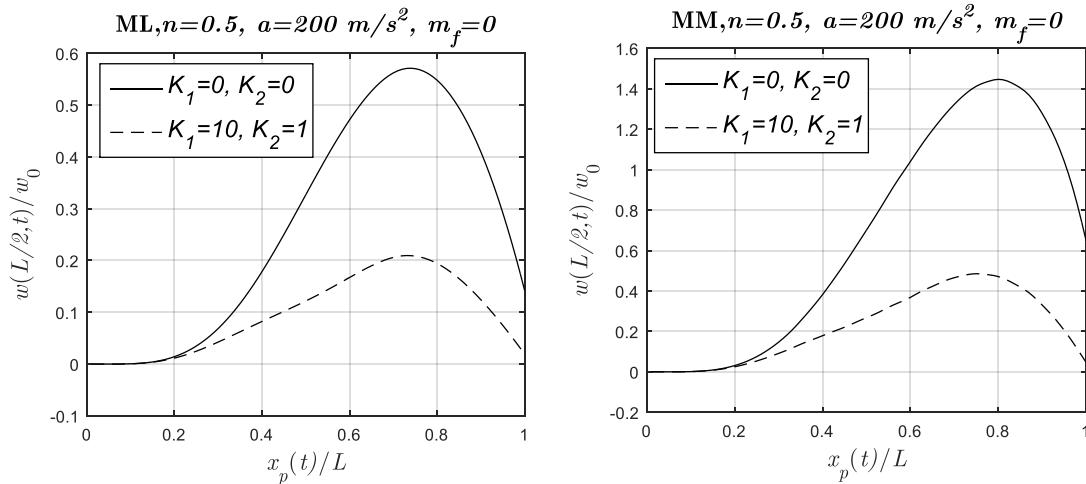 ML,n=0.5, a=200 m/s², m_f=0
K_1=0, K_2=0
K_1=10, K_2=1
0.6
0.5
0.4
0.3
0.2
0.1
0
-0.1
w(L/2,t)/w_0
0 0.2 0.4 0.6 0.8 1
x_p(t)/L
MM,n=0.5, a=200 m/s², m_f=0
K_1=0, K_2=0
K_1=10, K_2=1
1.6
1.4
1.2
1
0.8
0.6
0.4
0.2
0
-0.2
w(L/2,t)/w_0
0 0.2 0.4 0.6 0.8 1
x_p(t)/L